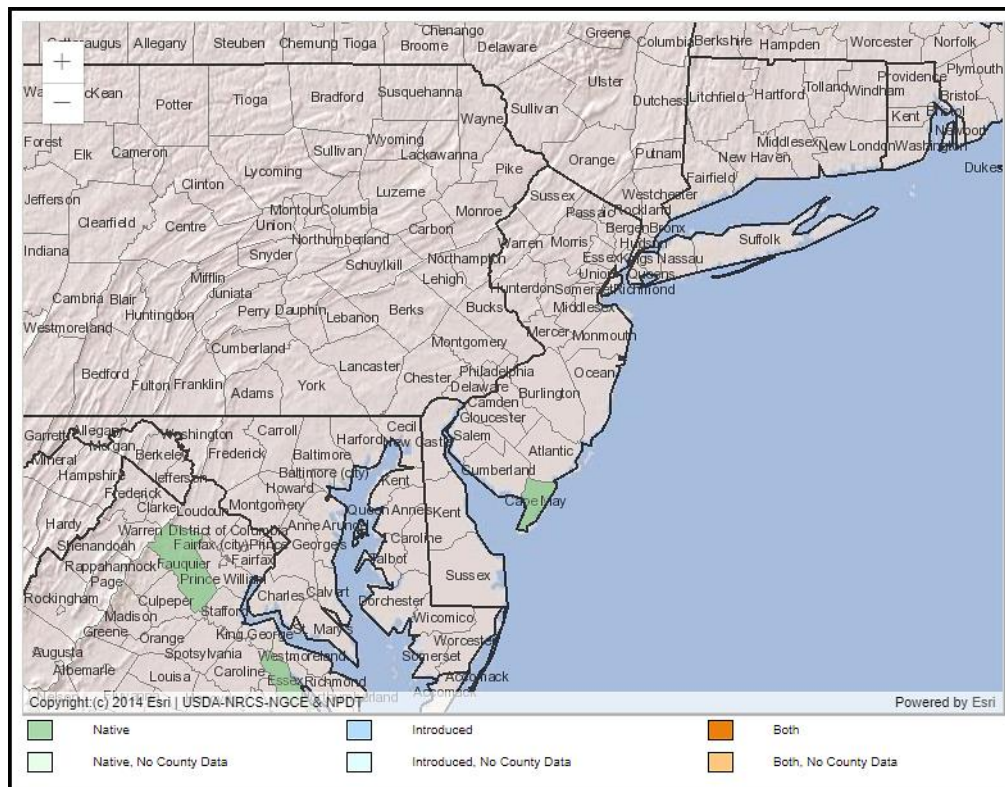 Cattaraugus Allegany Steuben Chemung Tioga Broome Chenango Delaware Greene Columbia Berkshire Hampden Worcester Norfolk
+
−
McKean Potter Tioga Bradford Susquehanna Wayne Sullivan Ulster Dutchess Litchfield Hartford Tolland Windham Providence Plymouth
Kent Bristol Bristol
Forest Elk Cameron Sullivan Wyoming Lackawanna Pike Orange Putnam New Haven Middlesex New London Washington Newport
Fairfield Dukes
Jefferson Clinton Lycoming Luzerne Monroe Sussex Westchester
Clearfield Centre Montour Columbia Union Carbon Passaic Rockland
Indiana Snyder Northumberland Northampton Warren Morris Bergen Bronx Hudson Suffolk
Schuylkill Lehigh Essex Kings Nassau
Mifflin Union Queens
Juniata Hunterdon Somerset Richmond
Cambria Blair Huntingdon Perry Dauphin Lebanon Berks Bucks Middlesex
Westmoreland Cumberland Montgomery Mercer Monmouth
Bedford Fulton Franklin Adams York Lancaster Chester Philadelphia Ocean
Delaware Burlington
Camden
Garrett Allegany Washington Carroll Harford Cecil New Castle Gloucester
Morgan Salem
Mineral Berkeley Frederick Baltimore Atlantic
Hampshire Jefferson Baltimore (city) Kent Cumberland
Frederick Howard
Clarke Loudoun Montgomery Queen Annes Kent Cape May
Hardy Warren District of Columbia Anne Arundel
Shenandoah Fairfax (city) Prince Georges Caroline
Rappahannock Fauquier Fairfax Talbot
Page Prince William Sussex
Rockingham Culpeper Stafford Charles Calvert Dorchester
Madison Wicomico
Greene Orange King George St. Marys
Augusta Spotsylvania Westmoreland Somerset Worcester
Albemarle Louisa Caroline Essex Richmond Accomack
Northumberland Accomack
Copyright:(c) 2014 Esri | USDA-NRCS-NGCE & NPDT
Powered by Esri
Native
Introduced
Both
Native, No County Data
Introduced, No County Data
Both, No County Data